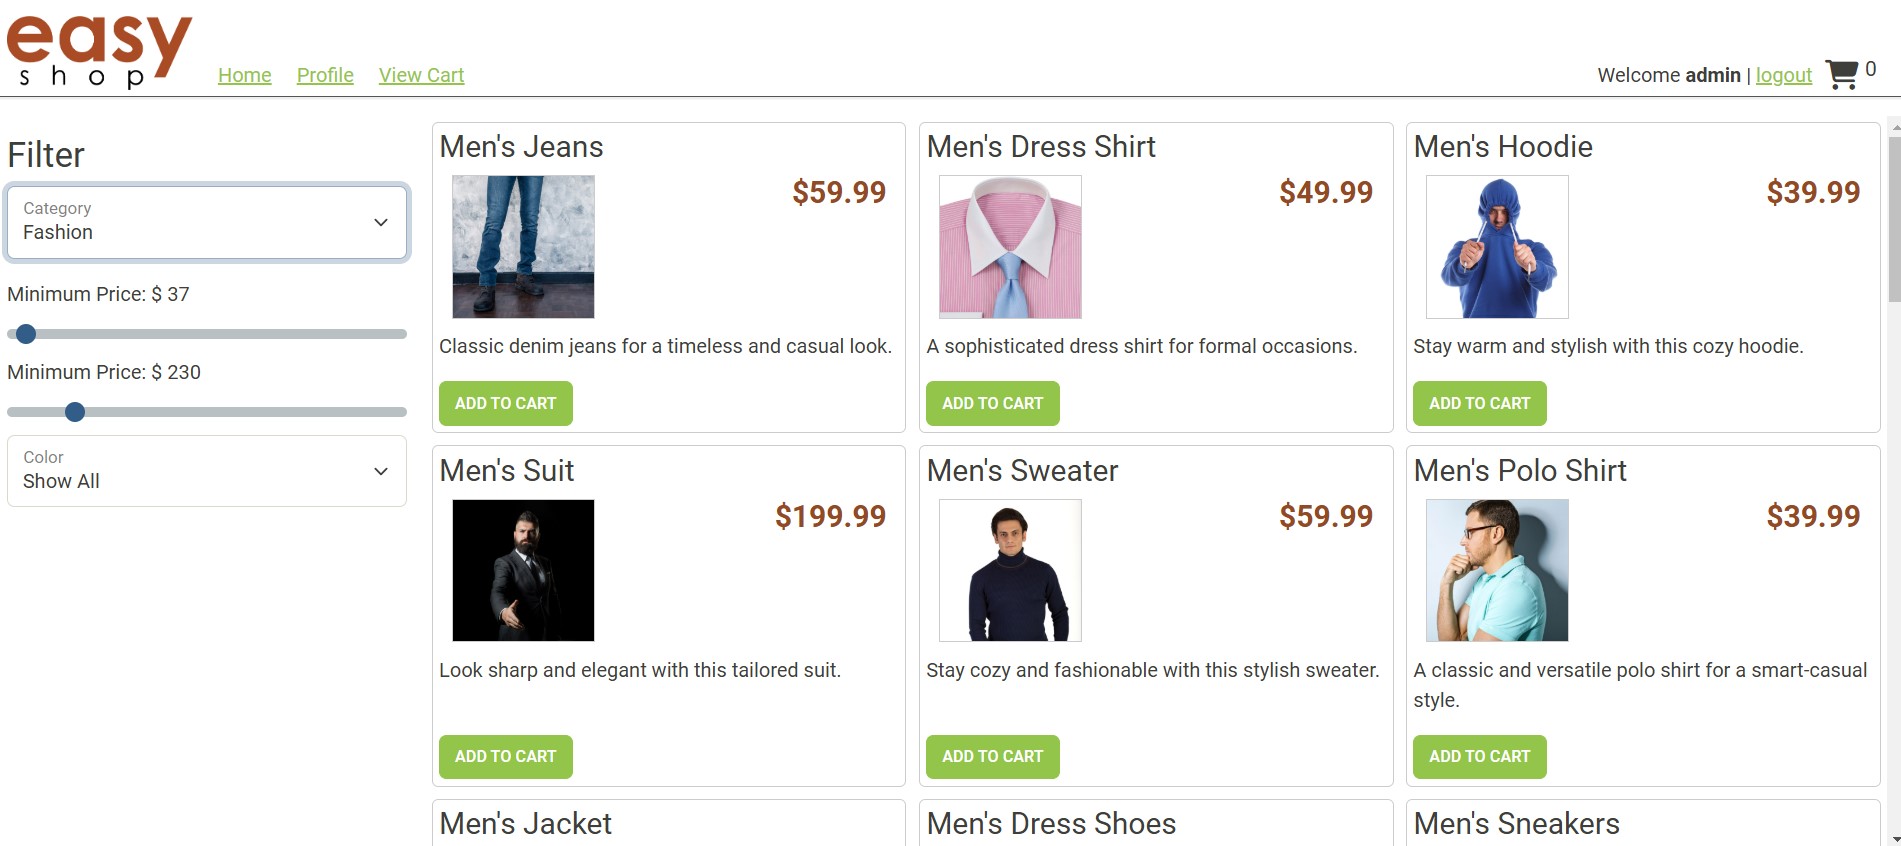 easy
shop
Home Profile View Cart
Welcome admin | logout 0
Filter
Category
Fashion
Minimum Price: $ 37
Minimum Price: $ 230
Color
Show All
Men's Jeans
$59.99
Classic denim jeans for a timeless and casual look.
ADD TO CART
Men's Dress Shirt
$49.99
A sophisticated dress shirt for formal occasions.
ADD TO CART
Men's Hoodie
$39.99
Stay warm and stylish with this cozy hoodie.
ADD TO CART
Men's Suit
$199.99
Look sharp and elegant with this tailored suit.
ADD TO CART
Men's Sweater
$59.99
Stay cozy and fashionable with this stylish sweater.
ADD TO CART
Men's Polo Shirt
$39.99
A classic and versatile polo shirt for a smart-casual
style.
ADD TO CART
Men's Jacket
Men's Dress Shoes
Men's Sneakers